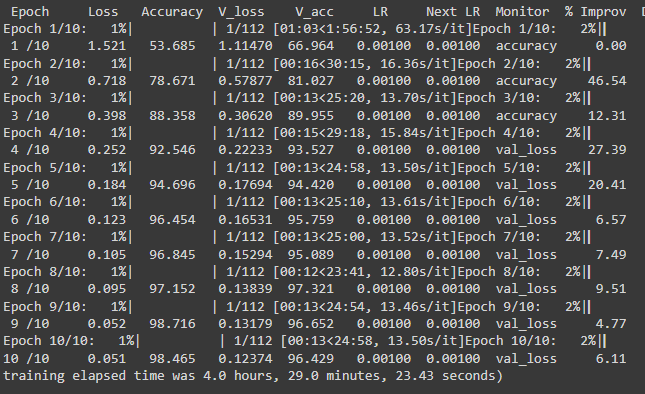 Epoch Loss Accuracy V_loss V_acc LR Next LR Monitor % Improv
Epoch 1/10: 1%| | 1/112 [01:03<1:56:52, 63.17s/it]Epoch 1/10: 2%|
1 /10 1.521 53.685 1.11470 66.964 0.00100 0.00100 accuracy 0.00
Epoch 2/10: 1%| | 1/112 [00:16<30:15, 16.36s/it]Epoch 2/10: 2%|
2 /10 0.718 78.671 0.57877 81.027 0.00100 0.00100 accuracy 46.54
Epoch 3/10: 1%| | 1/112 [00:13<25:20, 13.70s/it]Epoch 3/10: 2%|
3 /10 0.398 88.358 0.30620 89.955 0.00100 0.00100 accuracy 12.31
Epoch 4/10: 1%| | 1/112 [00:15<29:18, 15.84s/it]Epoch 4/10: 2%|
4 /10 0.252 92.546 0.22233 93.527 0.00100 0.00100 val_loss 27.39
Epoch 5/10: 1%| | 1/112 [00:13<24:58, 13.50s/it]Epoch 5/10: 2%|
5 /10 0.184 94.696 0.17694 94.420 0.00100 0.00100 val_loss 20.41
Epoch 6/10: 1%| | 1/112 [00:13<25:10, 13.61s/it]Epoch 6/10: 2%|
6 /10 0.123 96.454 0.16531 95.759 0.00100 0.00100 val_loss 6.57
Epoch 7/10: 1%| | 1/112 [00:13<25:00, 13.52s/it]Epoch 7/10: 2%|
7 /10 0.105 96.845 0.15294 95.089 0.00100 0.00100 val_loss 7.49
Epoch 8/10: 1%| | 1/112 [00:12<23:41, 12.80s/it]Epoch 8/10: 2%|
8 /10 0.095 97.152 0.13839 97.321 0.00100 0.00100 val_loss 9.51
Epoch 9/10: 1%| | 1/112 [00:13<24:54, 13.46s/it]Epoch 9/10: 2%|
9 /10 0.052 98.716 0.13179 96.652 0.00100 0.00100 val_loss 4.77
Epoch 10/10: 1%| | 1/112 [00:13<24:58, 13.50s/it]Epoch 10/10: 2%|
10 /10 0.051 98.465 0.12374 96.429 0.00100 0.00100 val_loss 6.11
training elapsed time was 4.0 hours, 29.0 minutes, 23.43 seconds)